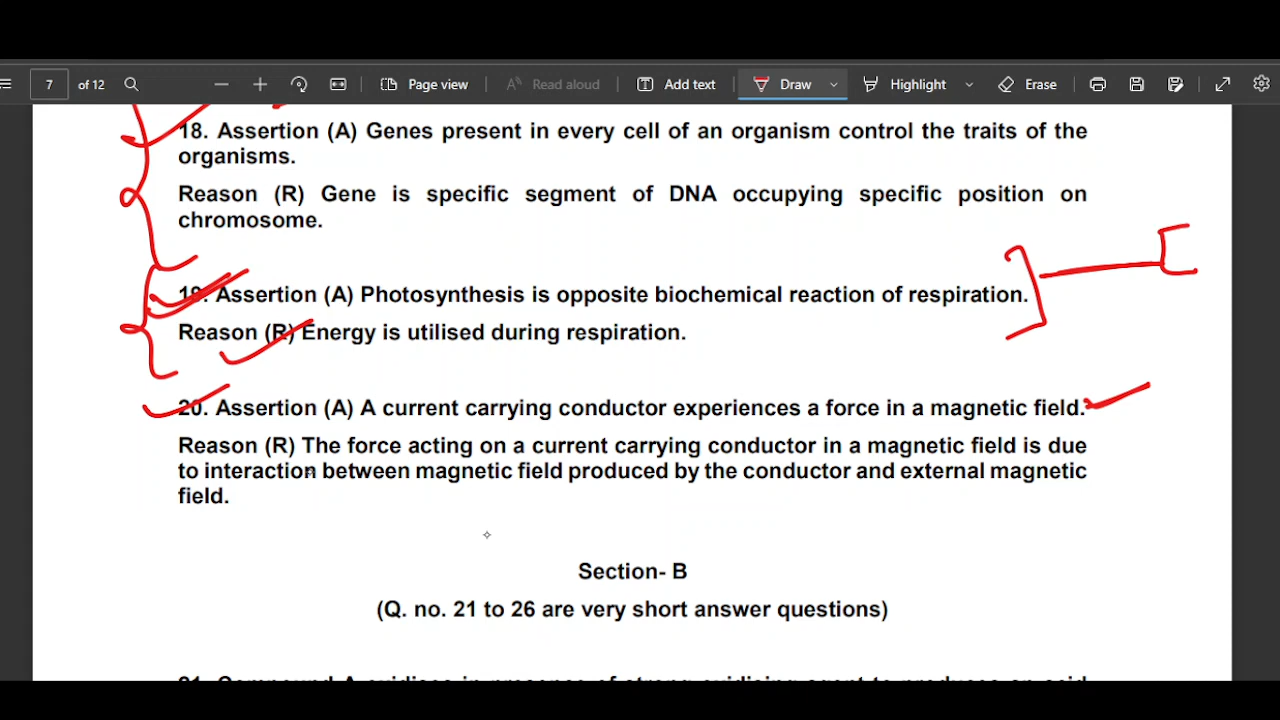 7 of 12 Page view Read aloud Add text Draw Highlight Erase
18. Assertion (A) Genes present in every cell of an organism control the traits of the
organisms.
Reason (R) Gene is specific segment of DNA occupying specific position on
chromosome.
19. Assertion (A) Photosynthesis is opposite biochemical reaction of respiration.
Reason (R) Energy is utilised during respiration.
20. Assertion (A) A current carrying conductor experiences a force in a magnetic field.
Reason (R) The force acting on a current carrying conductor in a magnetic field is due
to interaction between magnetic field produced by the conductor and external magnetic
field.
Section- B
(Q. no. 21 to 26 are very short answer questions)